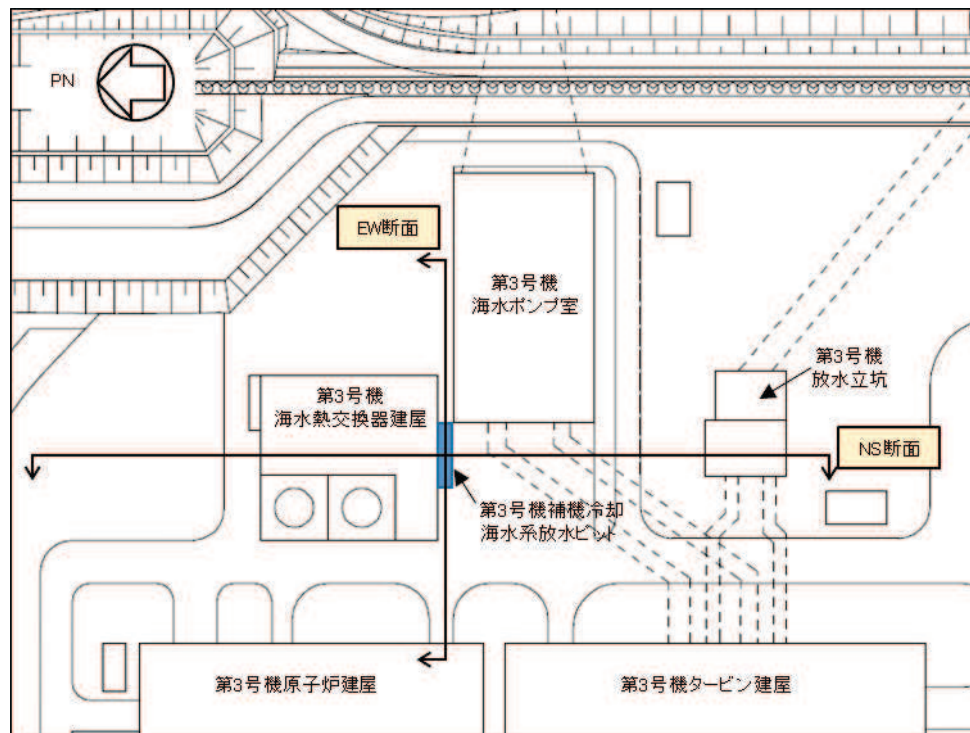 PN
EW断面
第3号機
海水ポンプ室
第3号機
放水立坑
第3号機
海水熱交換器建屋
NS断面
第3号機補機冷却
海水系放水ピット
第3号機原子炉建屋
第3号機タービン建屋